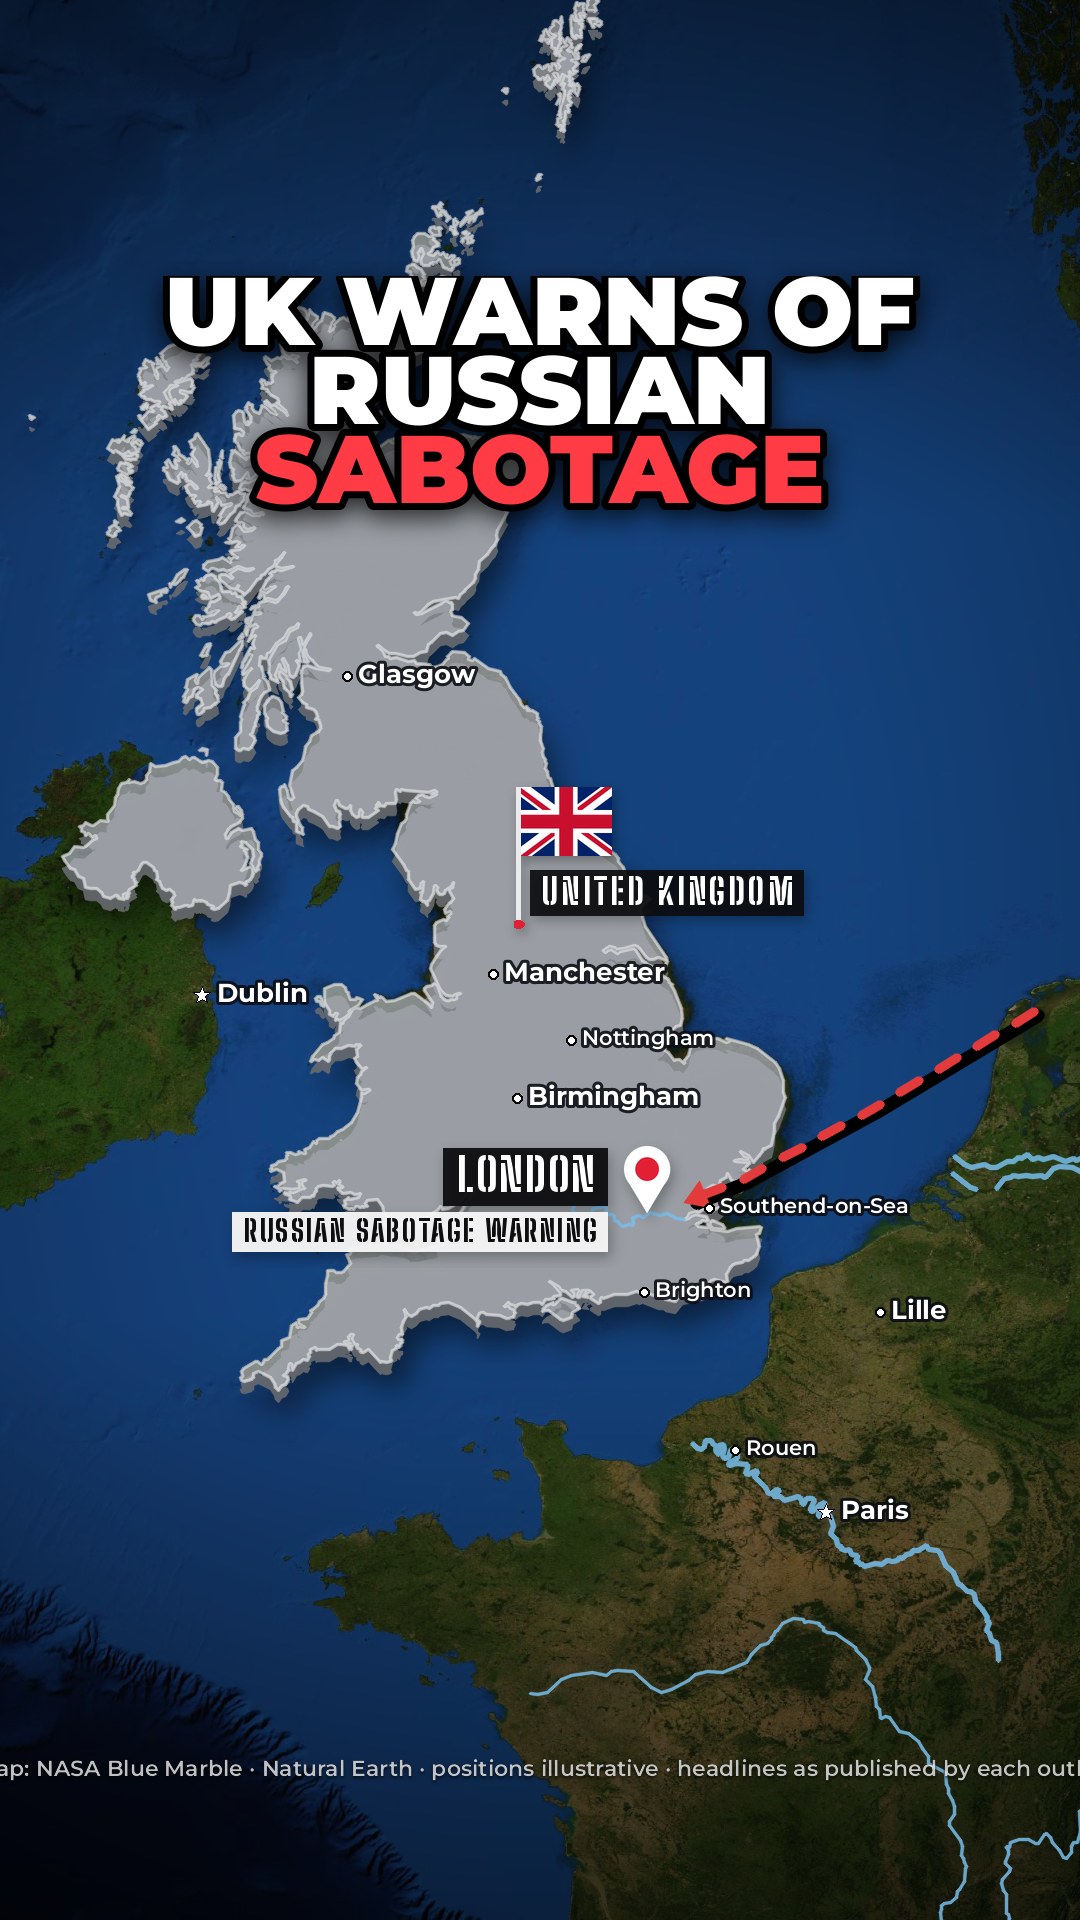 UK WARNS OF
RUSSIAN
SABOTAGE
Glasgow
UNITED KINGDOM
Manchester
Dublin
Nottingham
Birmingham
LONDON
Southend-on-Sea
RUSSIAN SABOTAGE WARNING
Brighton
Lille
Rouen
Paris
ap: NASA Blue Marble · Natural Earth · positions illustrative · headlines as published by each outl